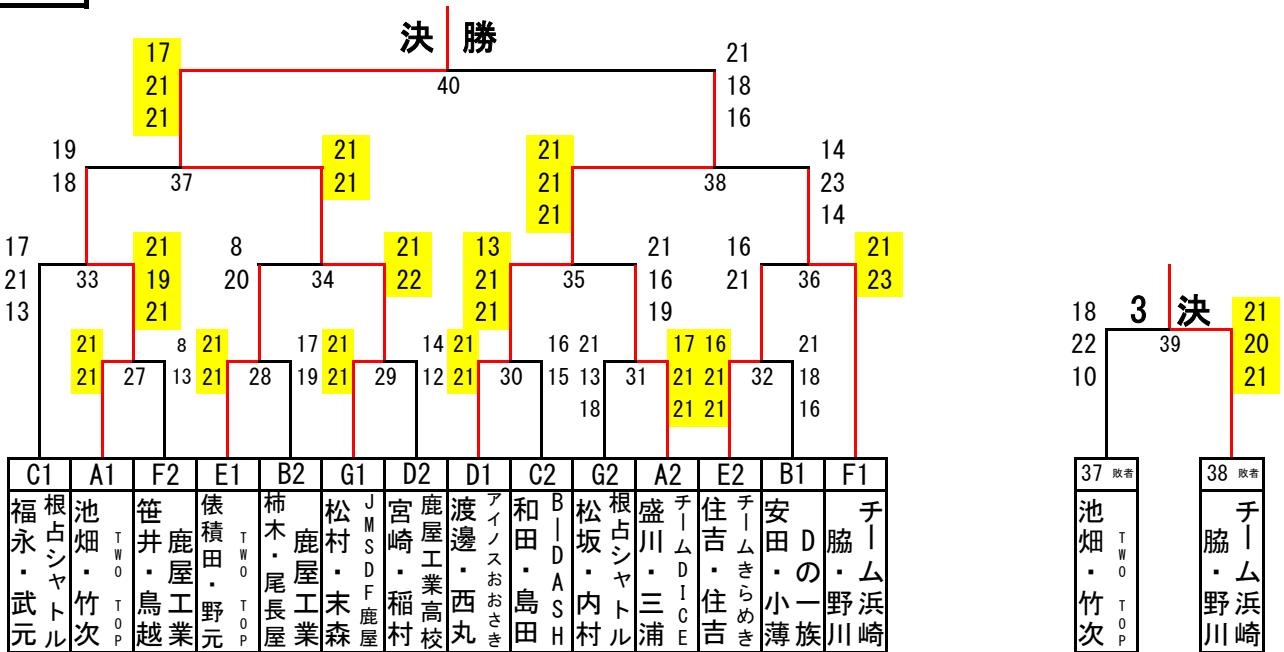 決 勝
17 21
21 40 18
21 16
19 21 21 14
18 37 21 21 38 23
21 14
17 21 8 21 13 21 16 21
21 33 19 20 34 22 21 35 16 21 36 23
13 21 21 19
21 8 21 17 21 14 21 16 21 17 16 21
21 27 13 21 28 19 21 29 12 21 30 15 13 31 21 21 32 18
18 21 21 16
C1 A1 F2 E1 B2 G1 D2 D1 C2 G2 A2 E2 B1 F1
根占シャトル
福永・武元
TWO TOP
池畑・竹次
鹿屋工業
笹井・鳥越
TWO TOP
俵積田・野元
鹿屋工業
柿木・尾長屋
JMSDF鹿屋
松村・末森
鹿屋工業高校
宮崎・稲村
アイノスおおさき
渡邊・西丸
B―DASH
和田・島田
根占シャトル
松坂・内村
チームDICE
盛川・三浦
チームきらめき
住吉・住吉
Dの一族
安田・小薄
チーム浜崎
脇・野川
18 3 決 21
22 39 20
10 21
37 敗者 38 敗者
TWO TOP
池畑・竹次
チーム浜崎
脇・野川